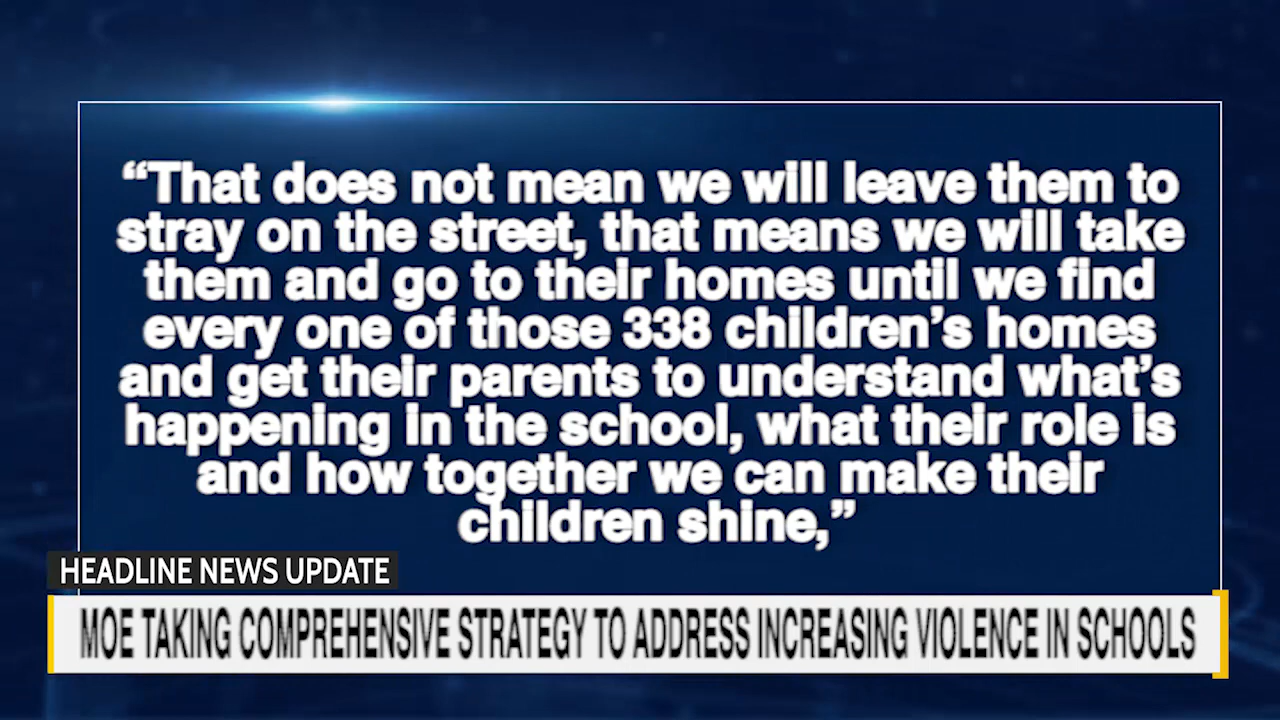 “That does not mean we will leave them to
stray on the street, that means we will take
them and go to their homes until we find
every one of those 338 children’s homes
and get their parents to understand what’s
happening in the school, what their role is
and how together we can make their
children shine,”
HEADLINE NEWS UPDATE
MOE TAKING COMPREHENSIVE STRATEGY TO ADDRESS INCREASING VIOLENCE IN SCHOOLS